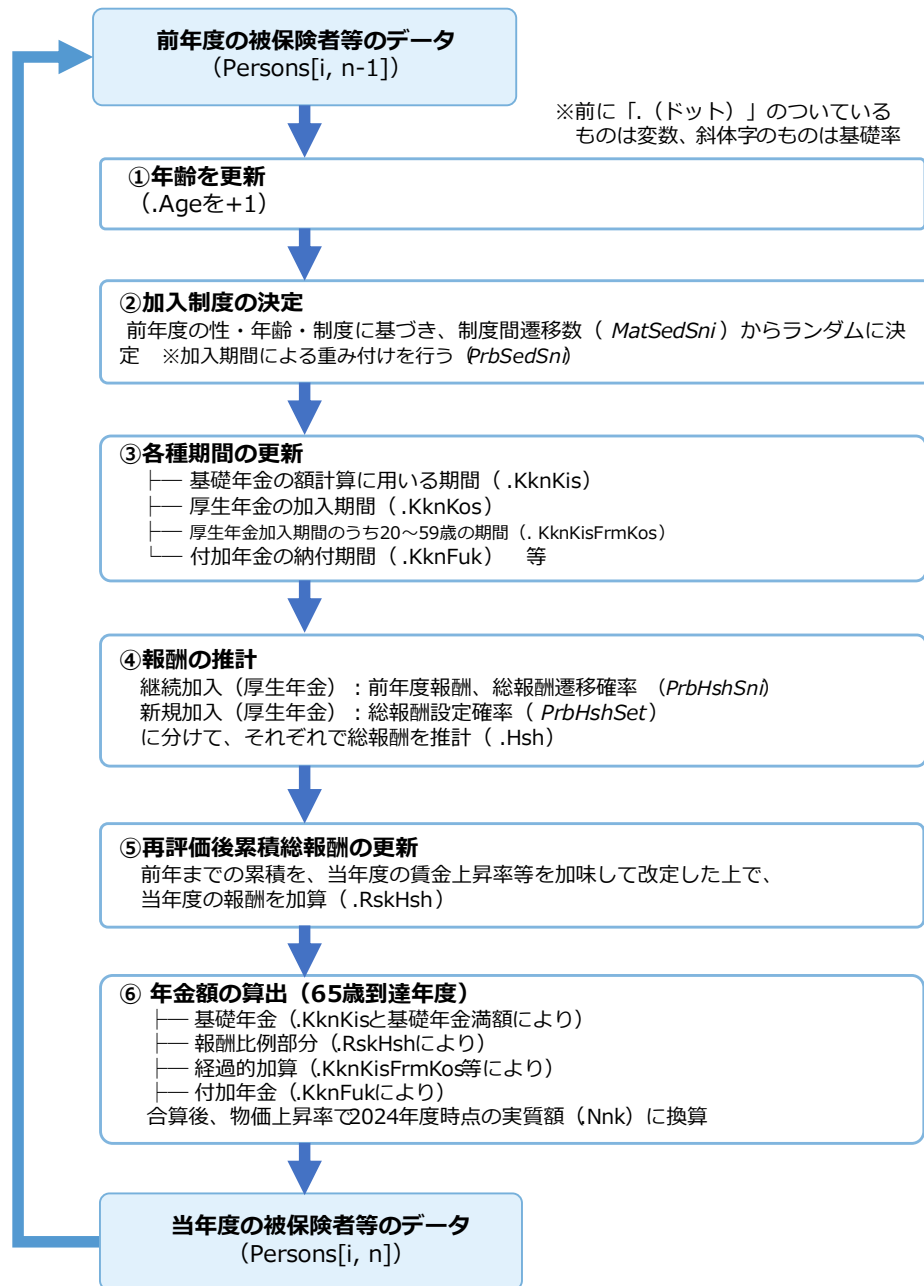 前年度の被保険者等のデータ
（Persons[i, n-1]）
※前に「.（ドット）」のついている
ものは変数、斜体字のものは基礎率
①年齢を更新
（.Ageを+1）
②加入制度の決定
前年度の性・年齢・制度に基づき、制度間遷移数（ MatSedSni ）からランダムに決
定　※加入期間による重み付けを行う（PrbSedSni）
③各種期間の更新
├─ 基礎年金の額計算に用いる期間（ .KknKis）
├─ 厚生年金の加入期間（ .KknKos）
├─ 厚生年金加入期間のうち20～59歳の期間（. KknKisFrmKos）
└─ 付加年金の納付期間（ .KknFuk）　等
④報酬の推計
継続加入（厚生年金）：前年度報酬、総報酬遷移確率 （PrbHshSni）
新規加入（厚生年金）：総報酬設定確率（ PrbHshSet）
に分けて、それぞれで総報酬を推計（ .Hsh）
⑤再評価後累積総報酬の更新
前年までの累積を、当年度の賃金上昇率等を加味して改定した上で、
当年度の報酬を加算（ .RskHsh）
⑥ 年金額の算出（65歳到達年度）
├─ 基礎年金（.KknKisと基礎年金満額により）
├─ 報酬比例部分（.RskHshにより）
├─ 経過的加算（.KknKisFrmKos等により）
├─ 付加年金（.KknFukにより）
合算後、物価上昇率で2024年度時点の実質額（.Nnk）に換算
当年度の被保険者等のデータ
（Persons[i, n]）